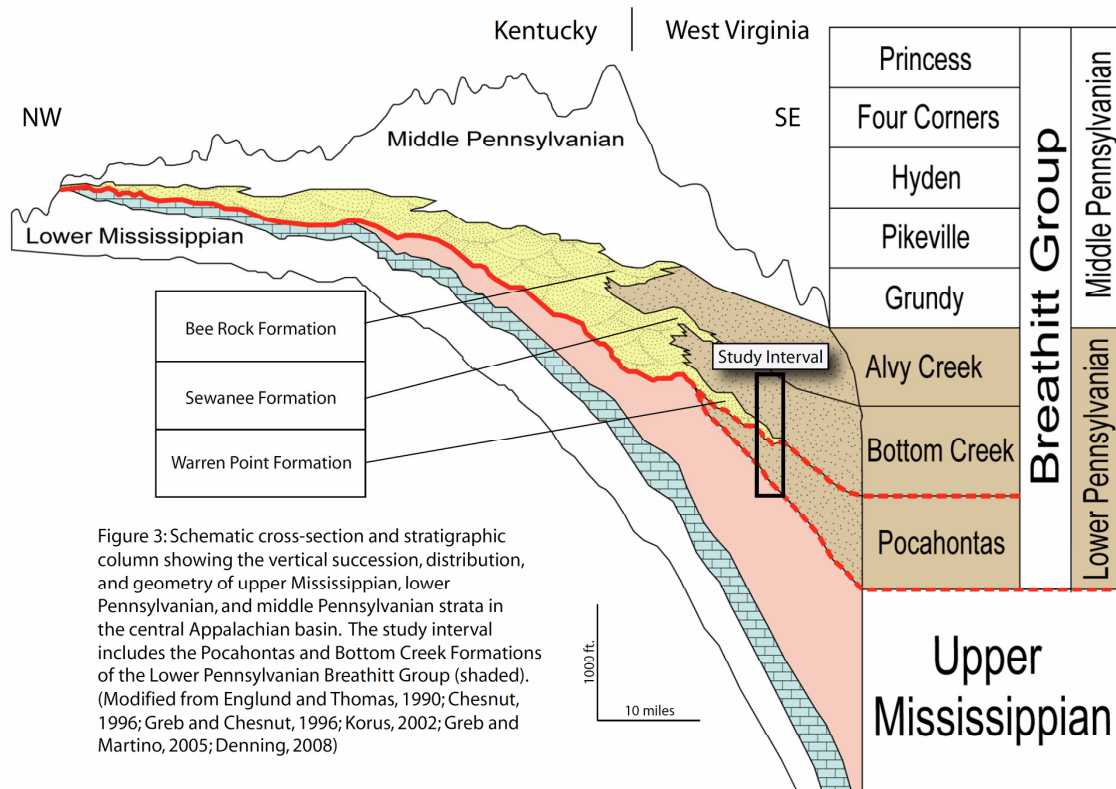 Kentucky
West Virginia
NW
SE
Middle Pennsylvanian
Lower Mississippian
Bee Rock Formation
Sewanee Formation
Warren Point Formation
Study Interval
Princess
Four Corners
Hyden
Pikeville
Grundy
Alvy Creek
Bottom Creek
Pocahontas
Breathitt Group
Middle Pennsylvanian
Lower Pennsylvanian
Upper
Mississippian
1000 ft.
10 miles
Figure 3: Schematic cross-section and stratigraphic
column showing the vertical succession, distribution,
and geometry of upper Mississippian, lower
Pennsylvanian, and middle Pennsylvanian strata in
the central Appalachian basin. The study interval
includes the Pocahontas and Bottom Creek Formations
of the Lower Pennsylvanian Breathitt Group (shaded).
(Modified from Englund and Thomas, 1990; Chesnut,
1996; Greb and Chesnut, 1996; Korus, 2002; Greb and
Martino, 2005; Denning, 2008)